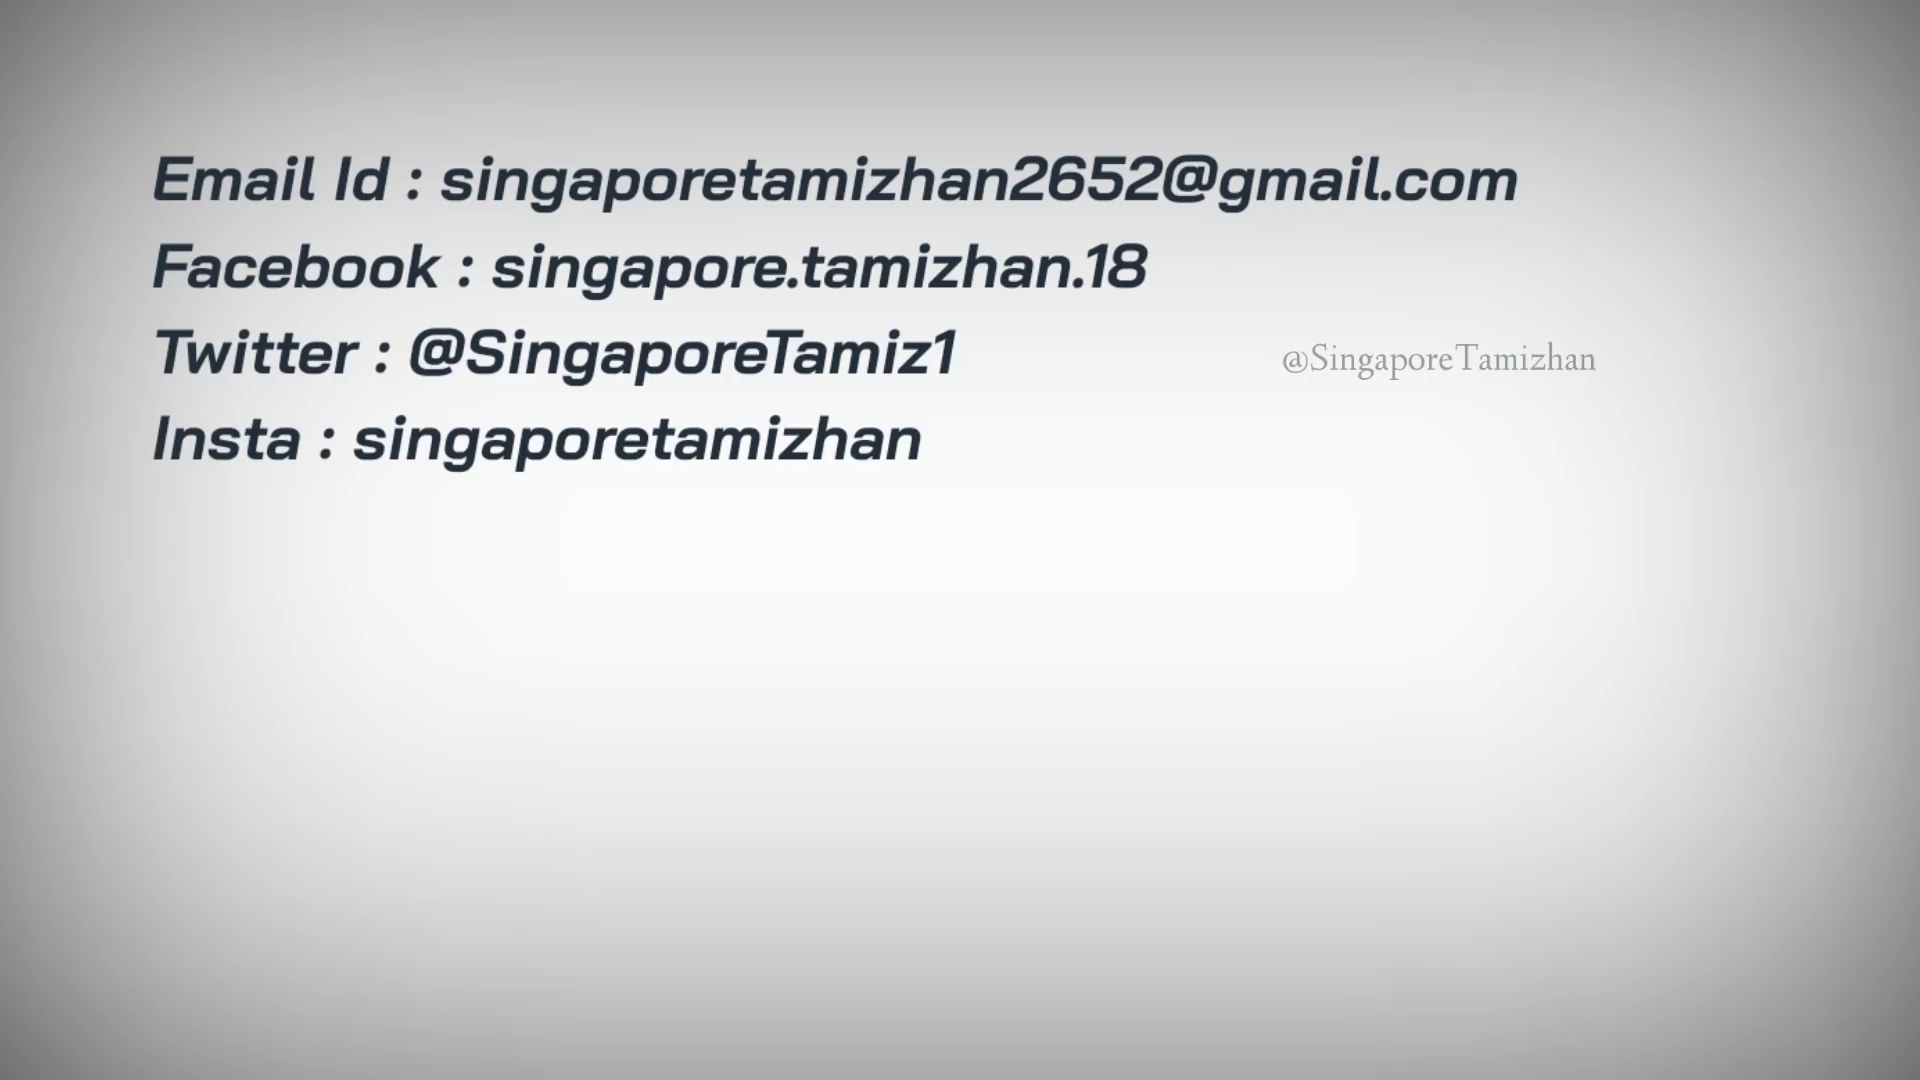 Email Id : singaporetamizhan2652@gmail.com
Facebook : singapore.tamizhan.18
Twitter : @SingaporeTamiz1
@SingaporeTamizhan
Insta : singaporetamizhan